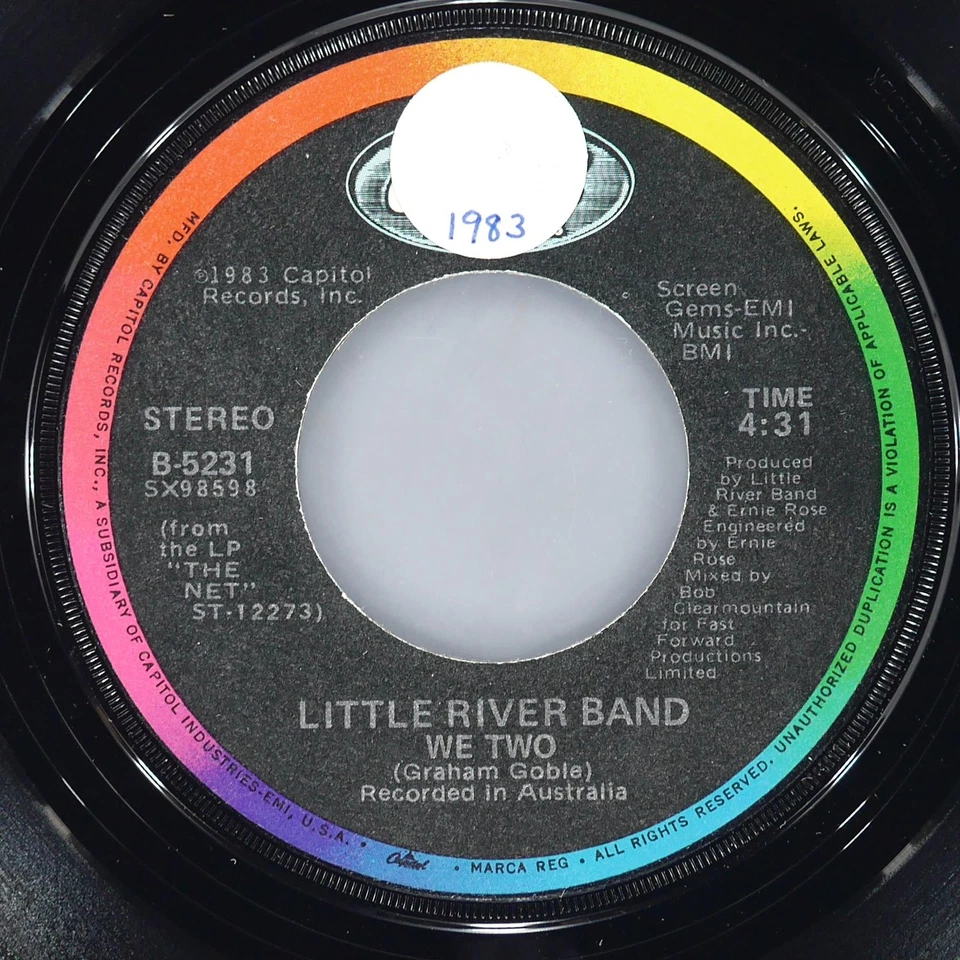 1983
℗1983 Capitol
Records, Inc.
Screen
Gems-EMI
Music Inc.-
BMI
STEREO
B-5231
SX98598
(from
the LP
"THE
NET"
ST-12273)
TIME
4:31
Produced
by Little
River Band
& Ernie Rose
Engineered
by Ernie
Rose
Mixed by
Bob
Clearmountain
for Fast
Forward
Productions
Limited
LITTLE RIVER BAND
WE TWO
(Graham Goble)
Recorded in Australia
MFD. BY CAPITOL RECORDS, INC., A SUBSIDIARY OF CAPITOL INDUSTRIES-EMI, U.S.A. • Capitol • MARCA REG • ALL RIGHTS RESERVED. UNAUTHORIZED DUPLICATION IS A VIOLATION OF APPLICABLE LAWS.